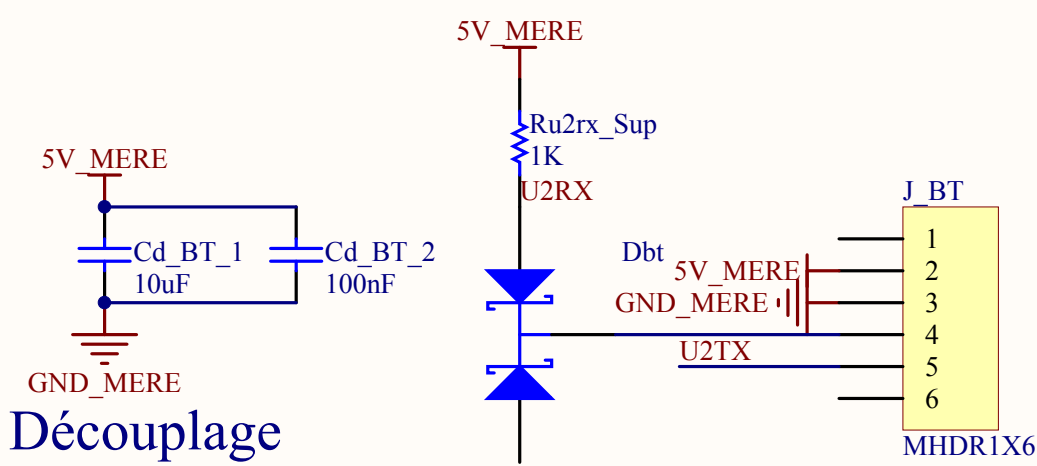 5V_MERE
Ru2rx_Sup
1K
U2RX
5V_MERE
Cd_BT_1
10uF
Cd_BT_2
100nF
GND_MERE
Découplage
Dbt
J_BT
5V_MERE
GND_MERE
U2TX
1
2
3
4
5
6
MHDR1X6